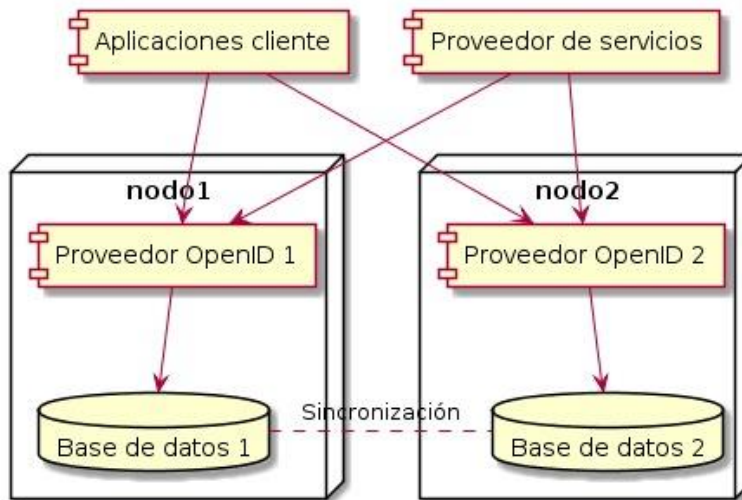 Aplicaciones cliente
Proveedor de servicios
nodo1
nodo2
Proveedor OpenID 1
Proveedor OpenID 2
Sincronización
Base de datos 1
Base de datos 2